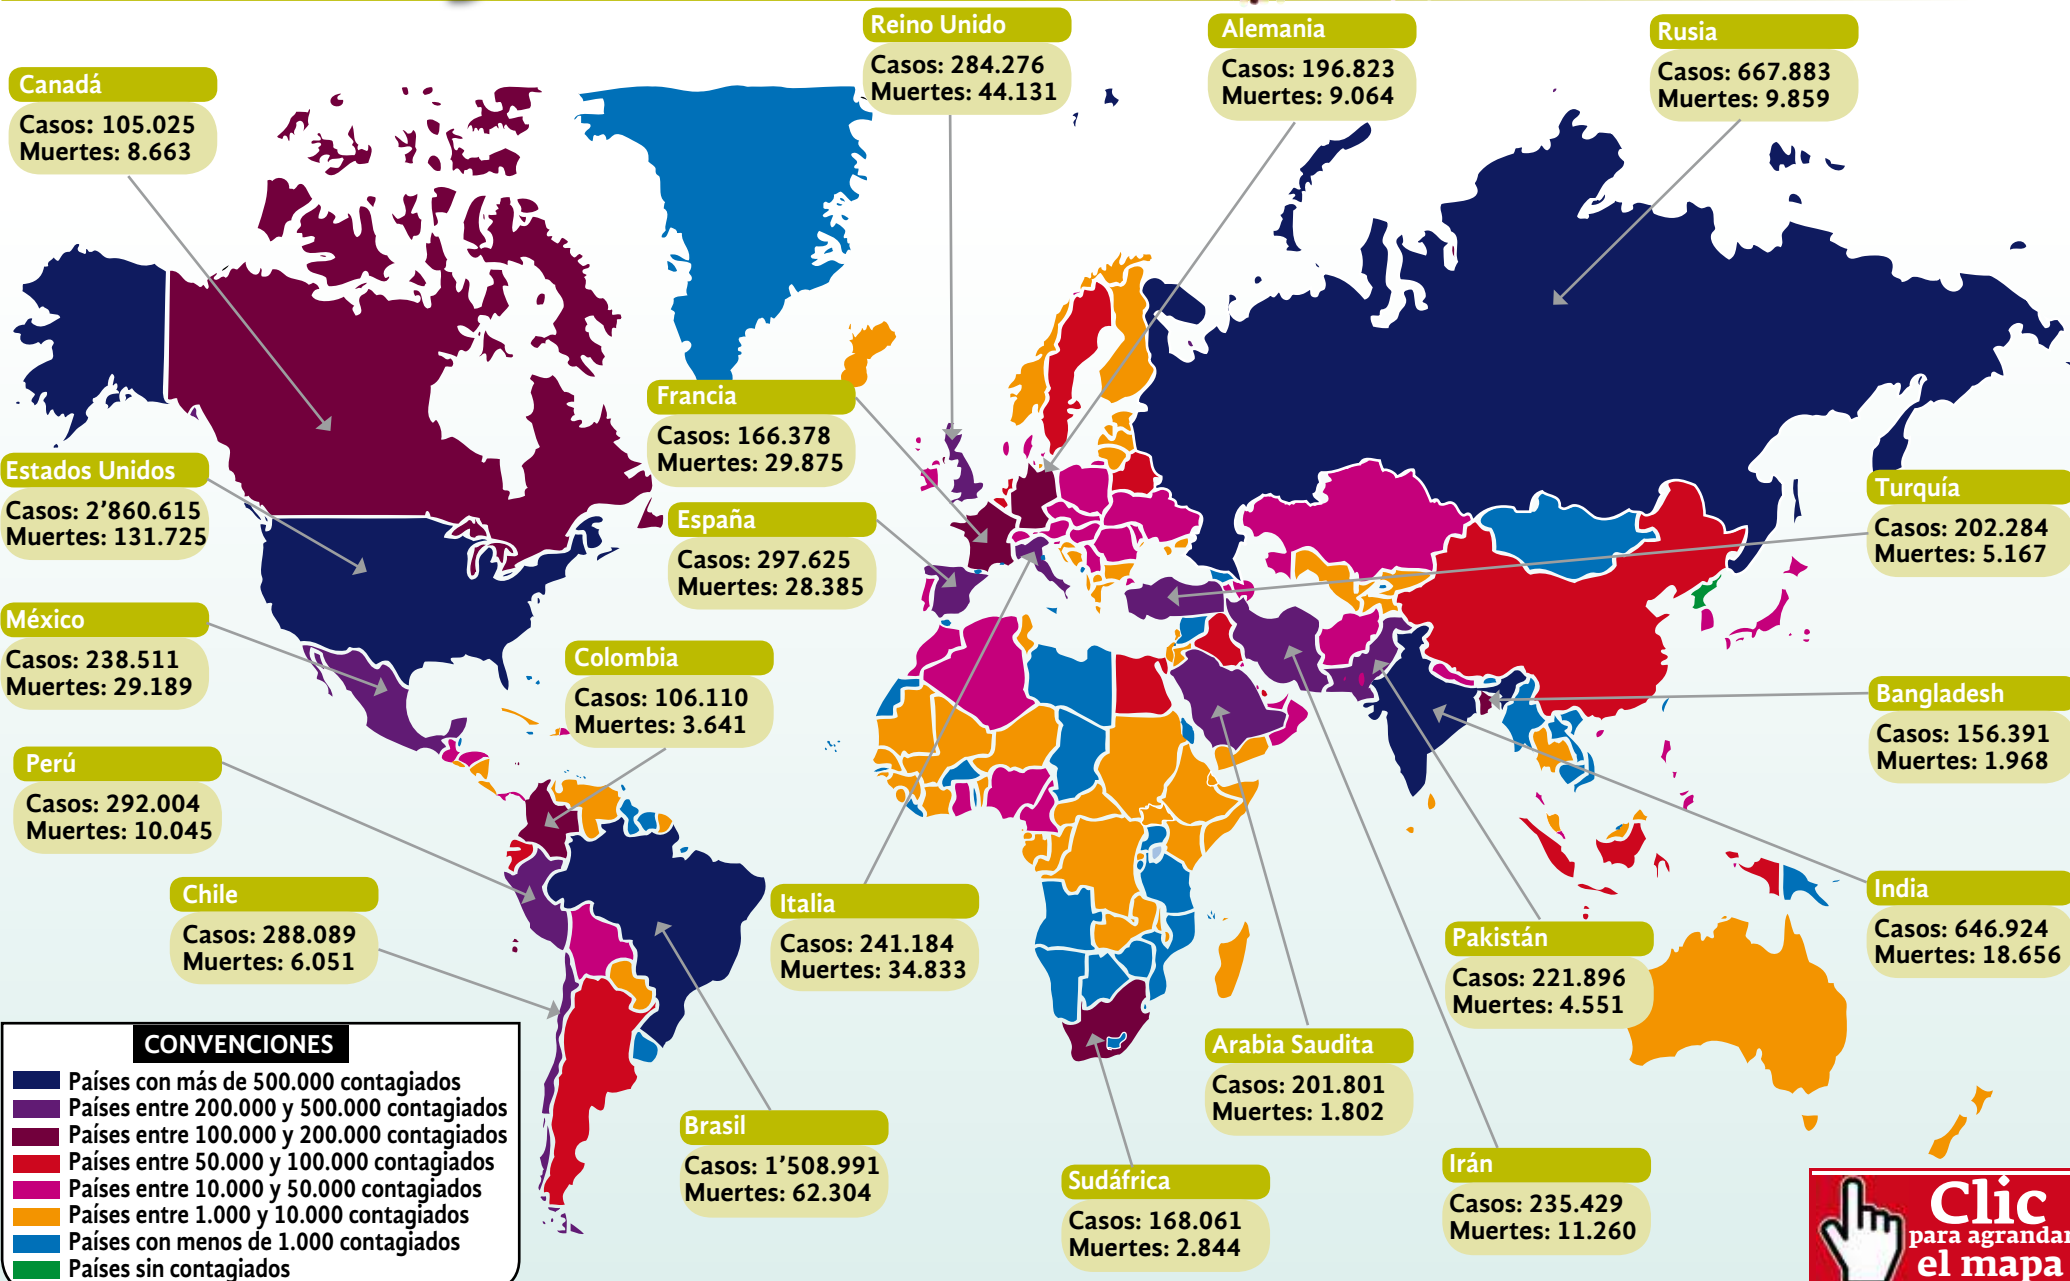 Reino Unido
Casos: 284.276
Muertes: 44.131
Alemania
Casos: 196.823
Muertes: 9.064
Rusia
Casos: 667.883
Muertes: 9.859
Canadá
Casos: 105.025
Muertes: 8.663
Francia
Casos: 166.378
Muertes: 29.875
Estados Unidos
Casos: 2’860.615
Muertes: 131.725
España
Casos: 297.625
Muertes: 28.385
Turquía
Casos: 202.284
Muertes: 5.167
México
Casos: 238.511
Muertes: 29.189
Colombia
Casos: 106.110
Muertes: 3.641
Bangladesh
Casos: 156.391
Muertes: 1.968
Perú
Casos: 292.004
Muertes: 10.045
Chile
Casos: 288.089
Muertes: 6.051
Italia
Casos: 241.184
Muertes: 34.833
India
Casos: 646.924
Muertes: 18.656
Pakistán
Casos: 221.896
Muertes: 4.551
Arabia Saudita
Casos: 201.801
Muertes: 1.802
Brasil
Casos: 1’508.991
Muertes: 62.304
Sudáfrica
Casos: 168.061
Muertes: 2.844
Irán
Casos: 235.429
Muertes: 11.260
CONVENCIONES
Países con más de 500.000 contagiados
Países entre 200.000 y 500.000 contagiados
Países entre 100.000 y 200.000 contagiados
Países entre 50.000 y 100.000 contagiados
Países entre 10.000 y 50.000 contagiados
Países entre 1.000 y 10.000 contagiados
Países con menos de 1.000 contagiados
Países sin contagiados
Clic
para agrandar
el mapa